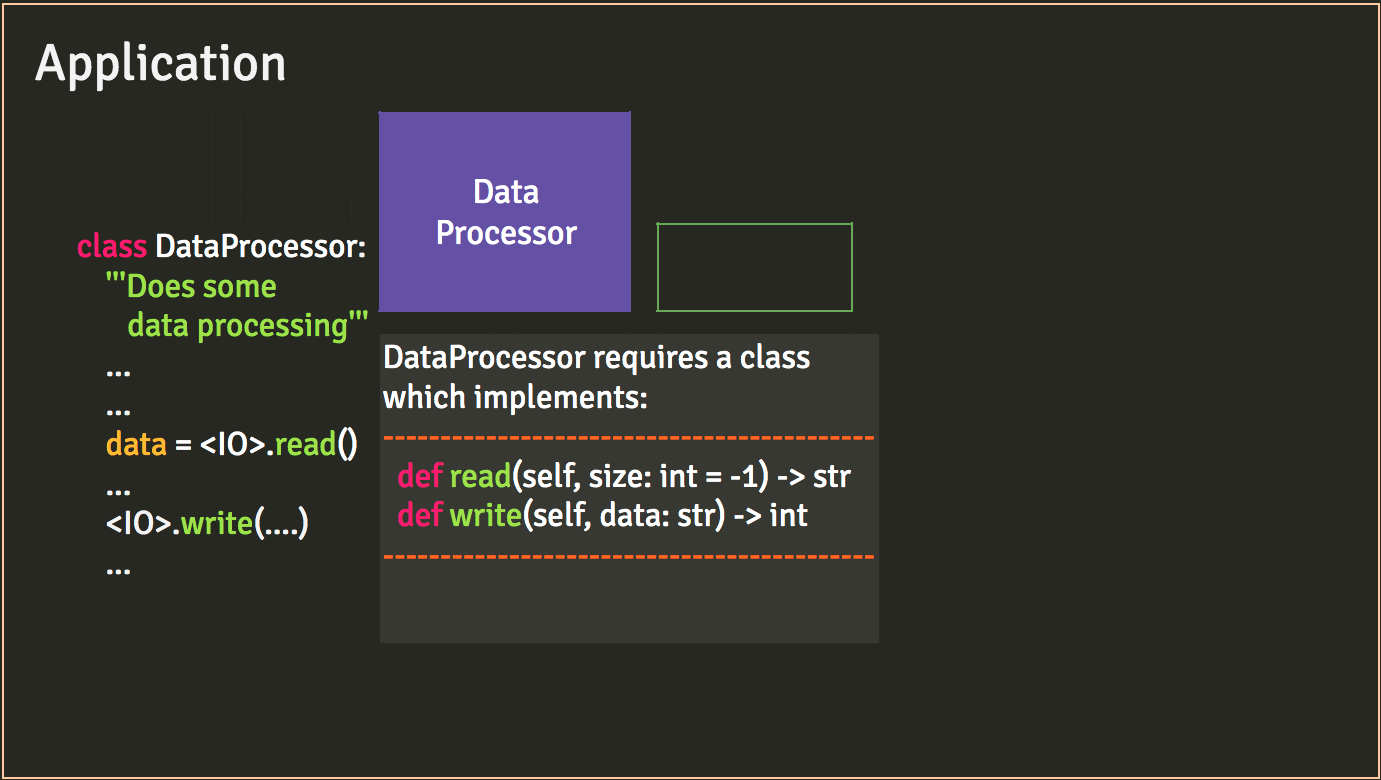 Application
Data
Processor
class DataProcessor:
'''Does some
data processing'''
...
...
data = <IO>.read()
...
<IO>.write(....)
...
DataProcessor requires a class
which implements:
--------------------------------
def read(self, size: int = -1) -> str
def write(self, data: str) -> int
--------------------------------